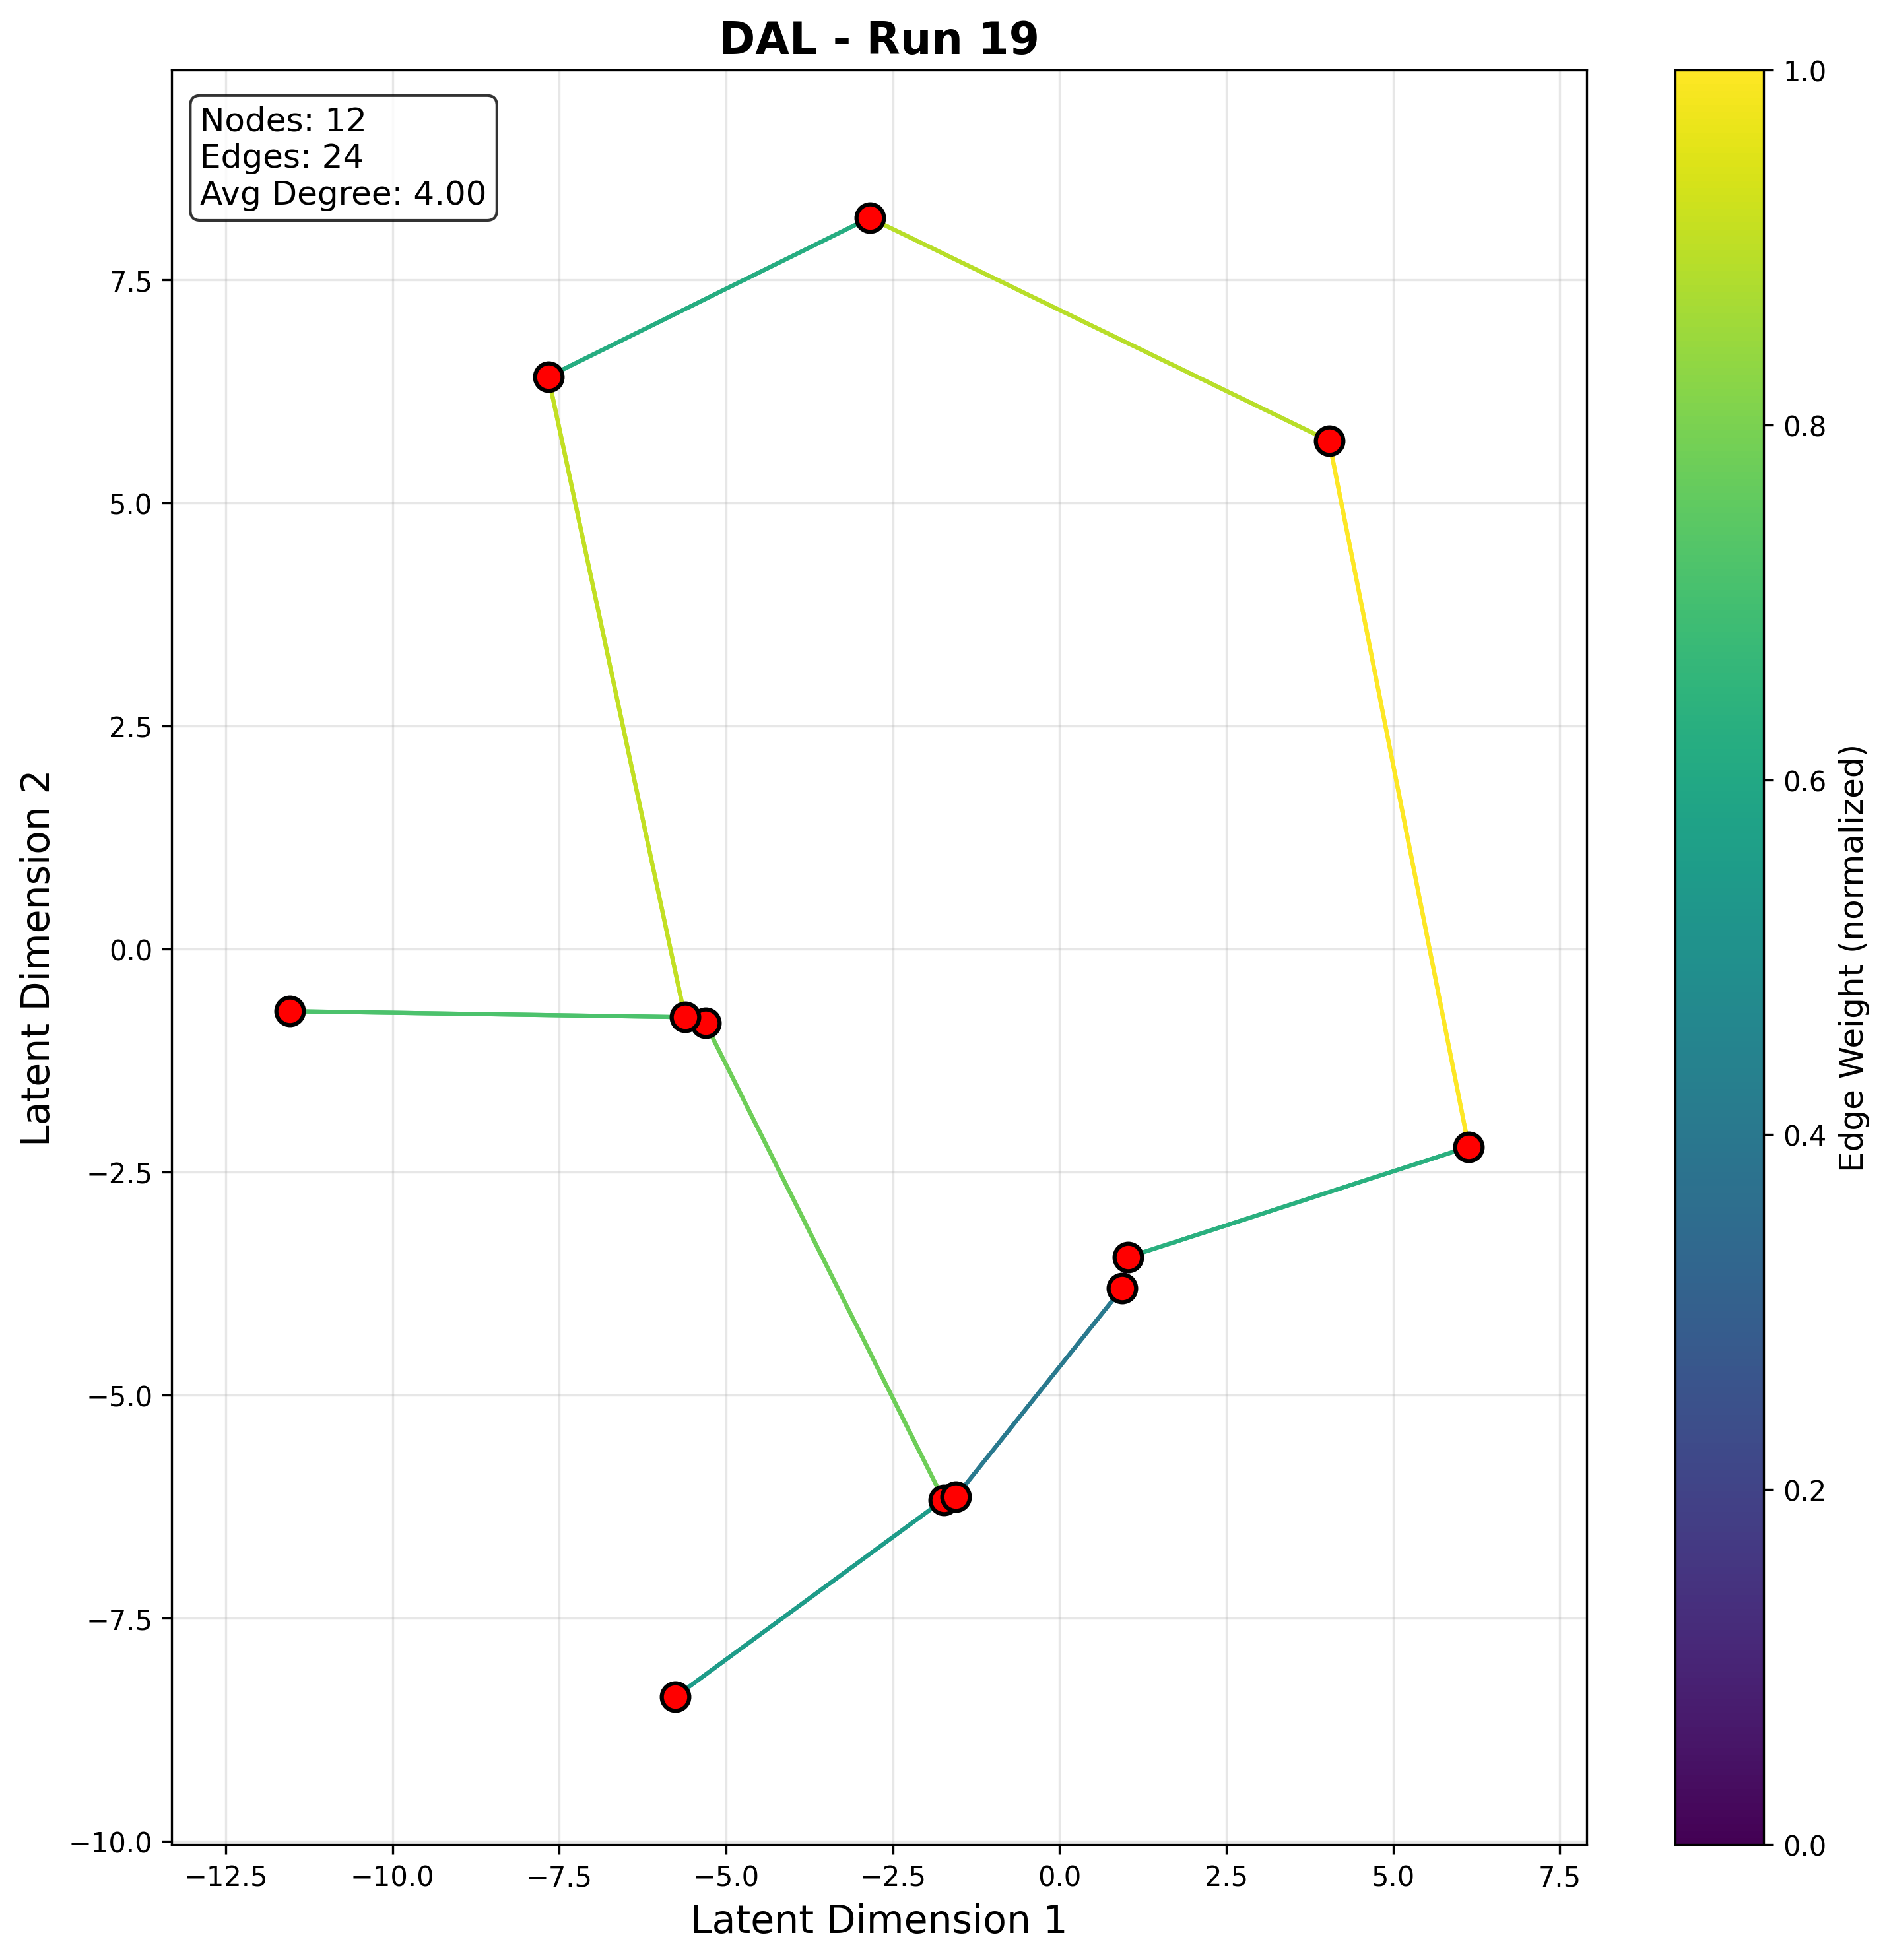 DAL - Run 19
Nodes: 12
Edges: 24
Avg Degree: 4.00
7.5
5.0
2.5
0.0
−2.5
−5.0
−7.5
−10.0
Latent Dimension 2
−12.5 −10.0 −7.5 −5.0 −2.5 0.0 2.5 5.0 7.5
Latent Dimension 1
1.0
0.8
0.6
0.4
0.2
0.0
Edge Weight (normalized)